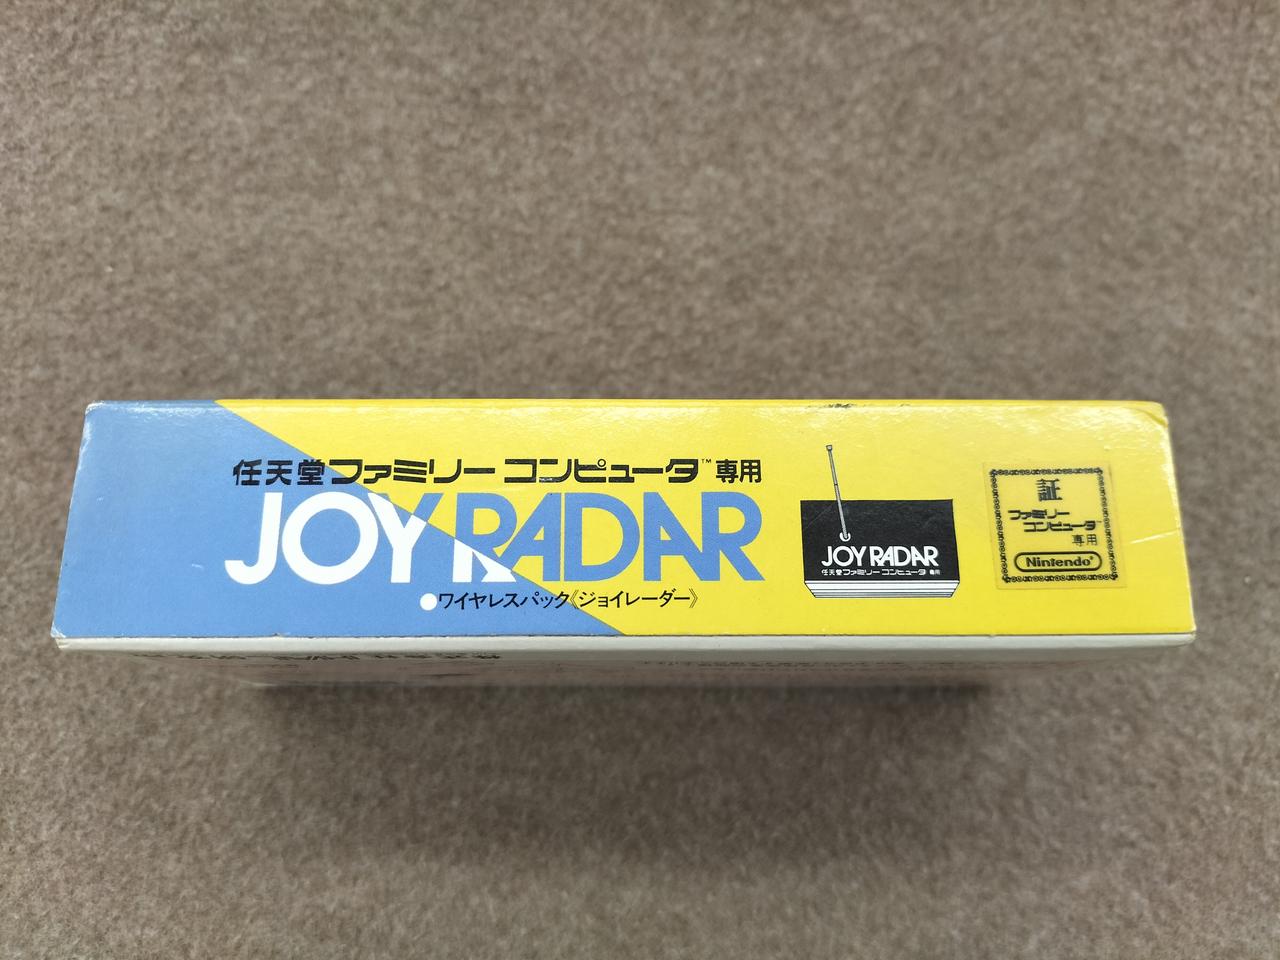 任天堂ファミリーコンピュータ™専用
JOY RADAR
●ワイヤレスパック《ジョイレーダー》
JOY RADAR
任天堂ファミリーコンピュータ専用
証
ファミリー
コンピュータ™
専用
Nintendo®